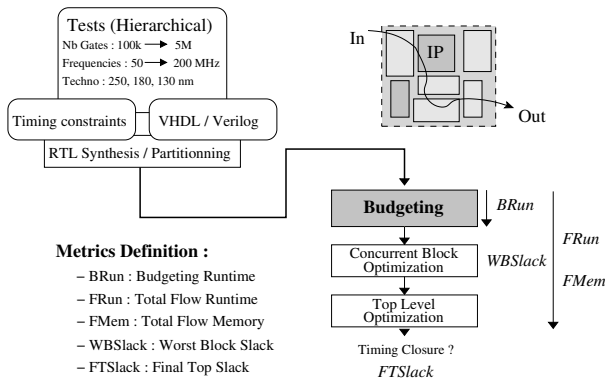 Tests (Hierarchical)
Nb Gates : 100k 5M
Frequencies : 50 200 MHz
Techno : 250, 180, 130 nm
Timing constraints
VHDL / Verilog
RTL Synthesis / Partitionning
In
IP
Out
Budgeting
BRun
Concurrent Block
Optimization
WBSlack
FRun
FMem
Top Level
Optimization
Timing Closure ?
FTSlack
Metrics Definition :
– BRun : Budgeting Runtime
– FRun : Total Flow Runtime
– FMem : Total Flow Memory
– WBSlack : Worst Block Slack
– FTSlack : Final Top Slack